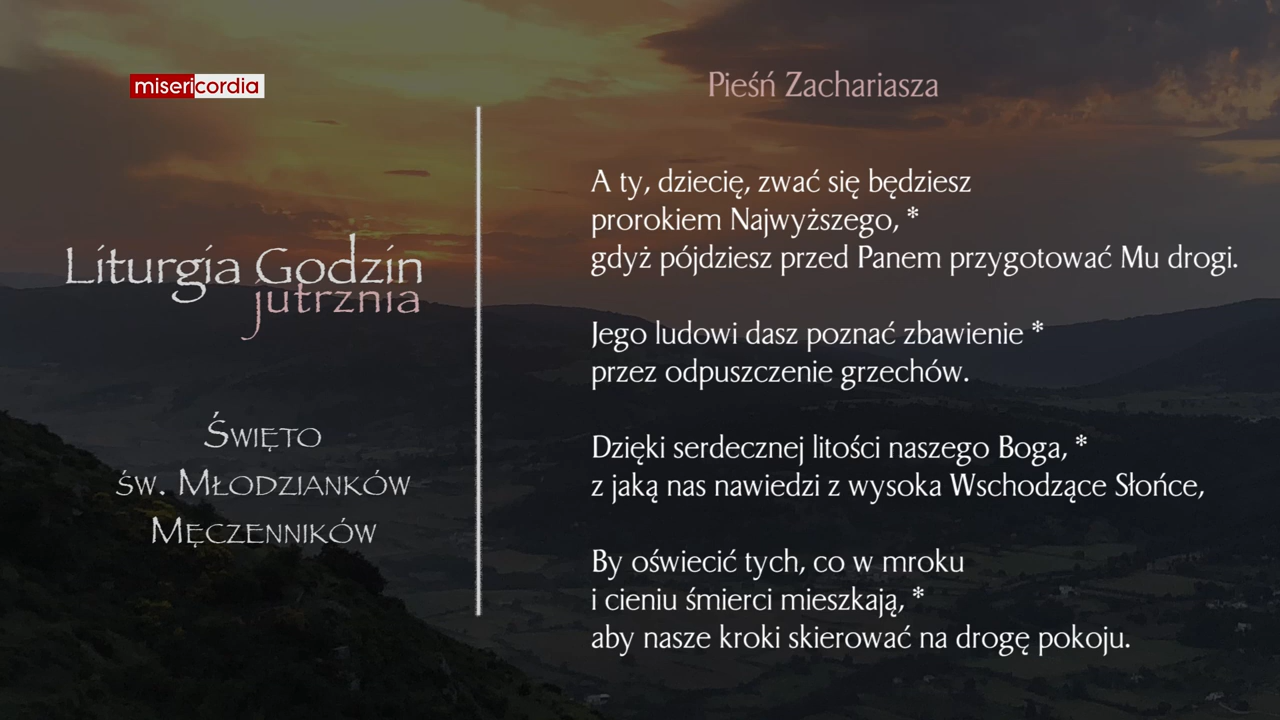 misericordia
Liturgia Godzin
jutrznia
Święto
św. Młodzianków
Męczenników
Pieśń Zachariasza
A ty, dziecię, zwać się będziesz
prorokiem Najwyższego, *
gdyż pójdziesz przed Panem przygotować Mu drogi.
Jego ludowi dasz poznać zbawienie *
przez odpuszczenie grzechów.
Dzięki serdecznej litości naszego Boga, *
z jaką nas nawiedzi z wysoka Wschodzące Słońce,
By oświecić tych, co w mroku
i cieniu śmierci mieszkają, *
aby nasze kroki skierować na drogę pokoju.